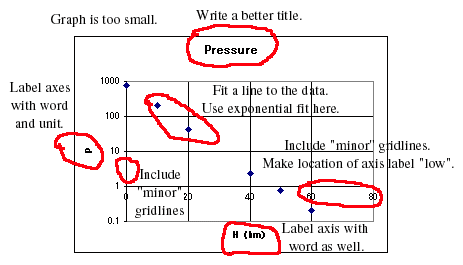 Graph is too small.
Write a better title.
Pressure
Label axes
with word
and unit.
Fit a line to the data.
Use exponential fit here.
1000
100
10
1
0.1
P
Include "minor" gridlines.
Make location of axis label "low".
Include
"minor"
gridlines
0
20
40
60
80
H (km)
Label axis with
word as well.